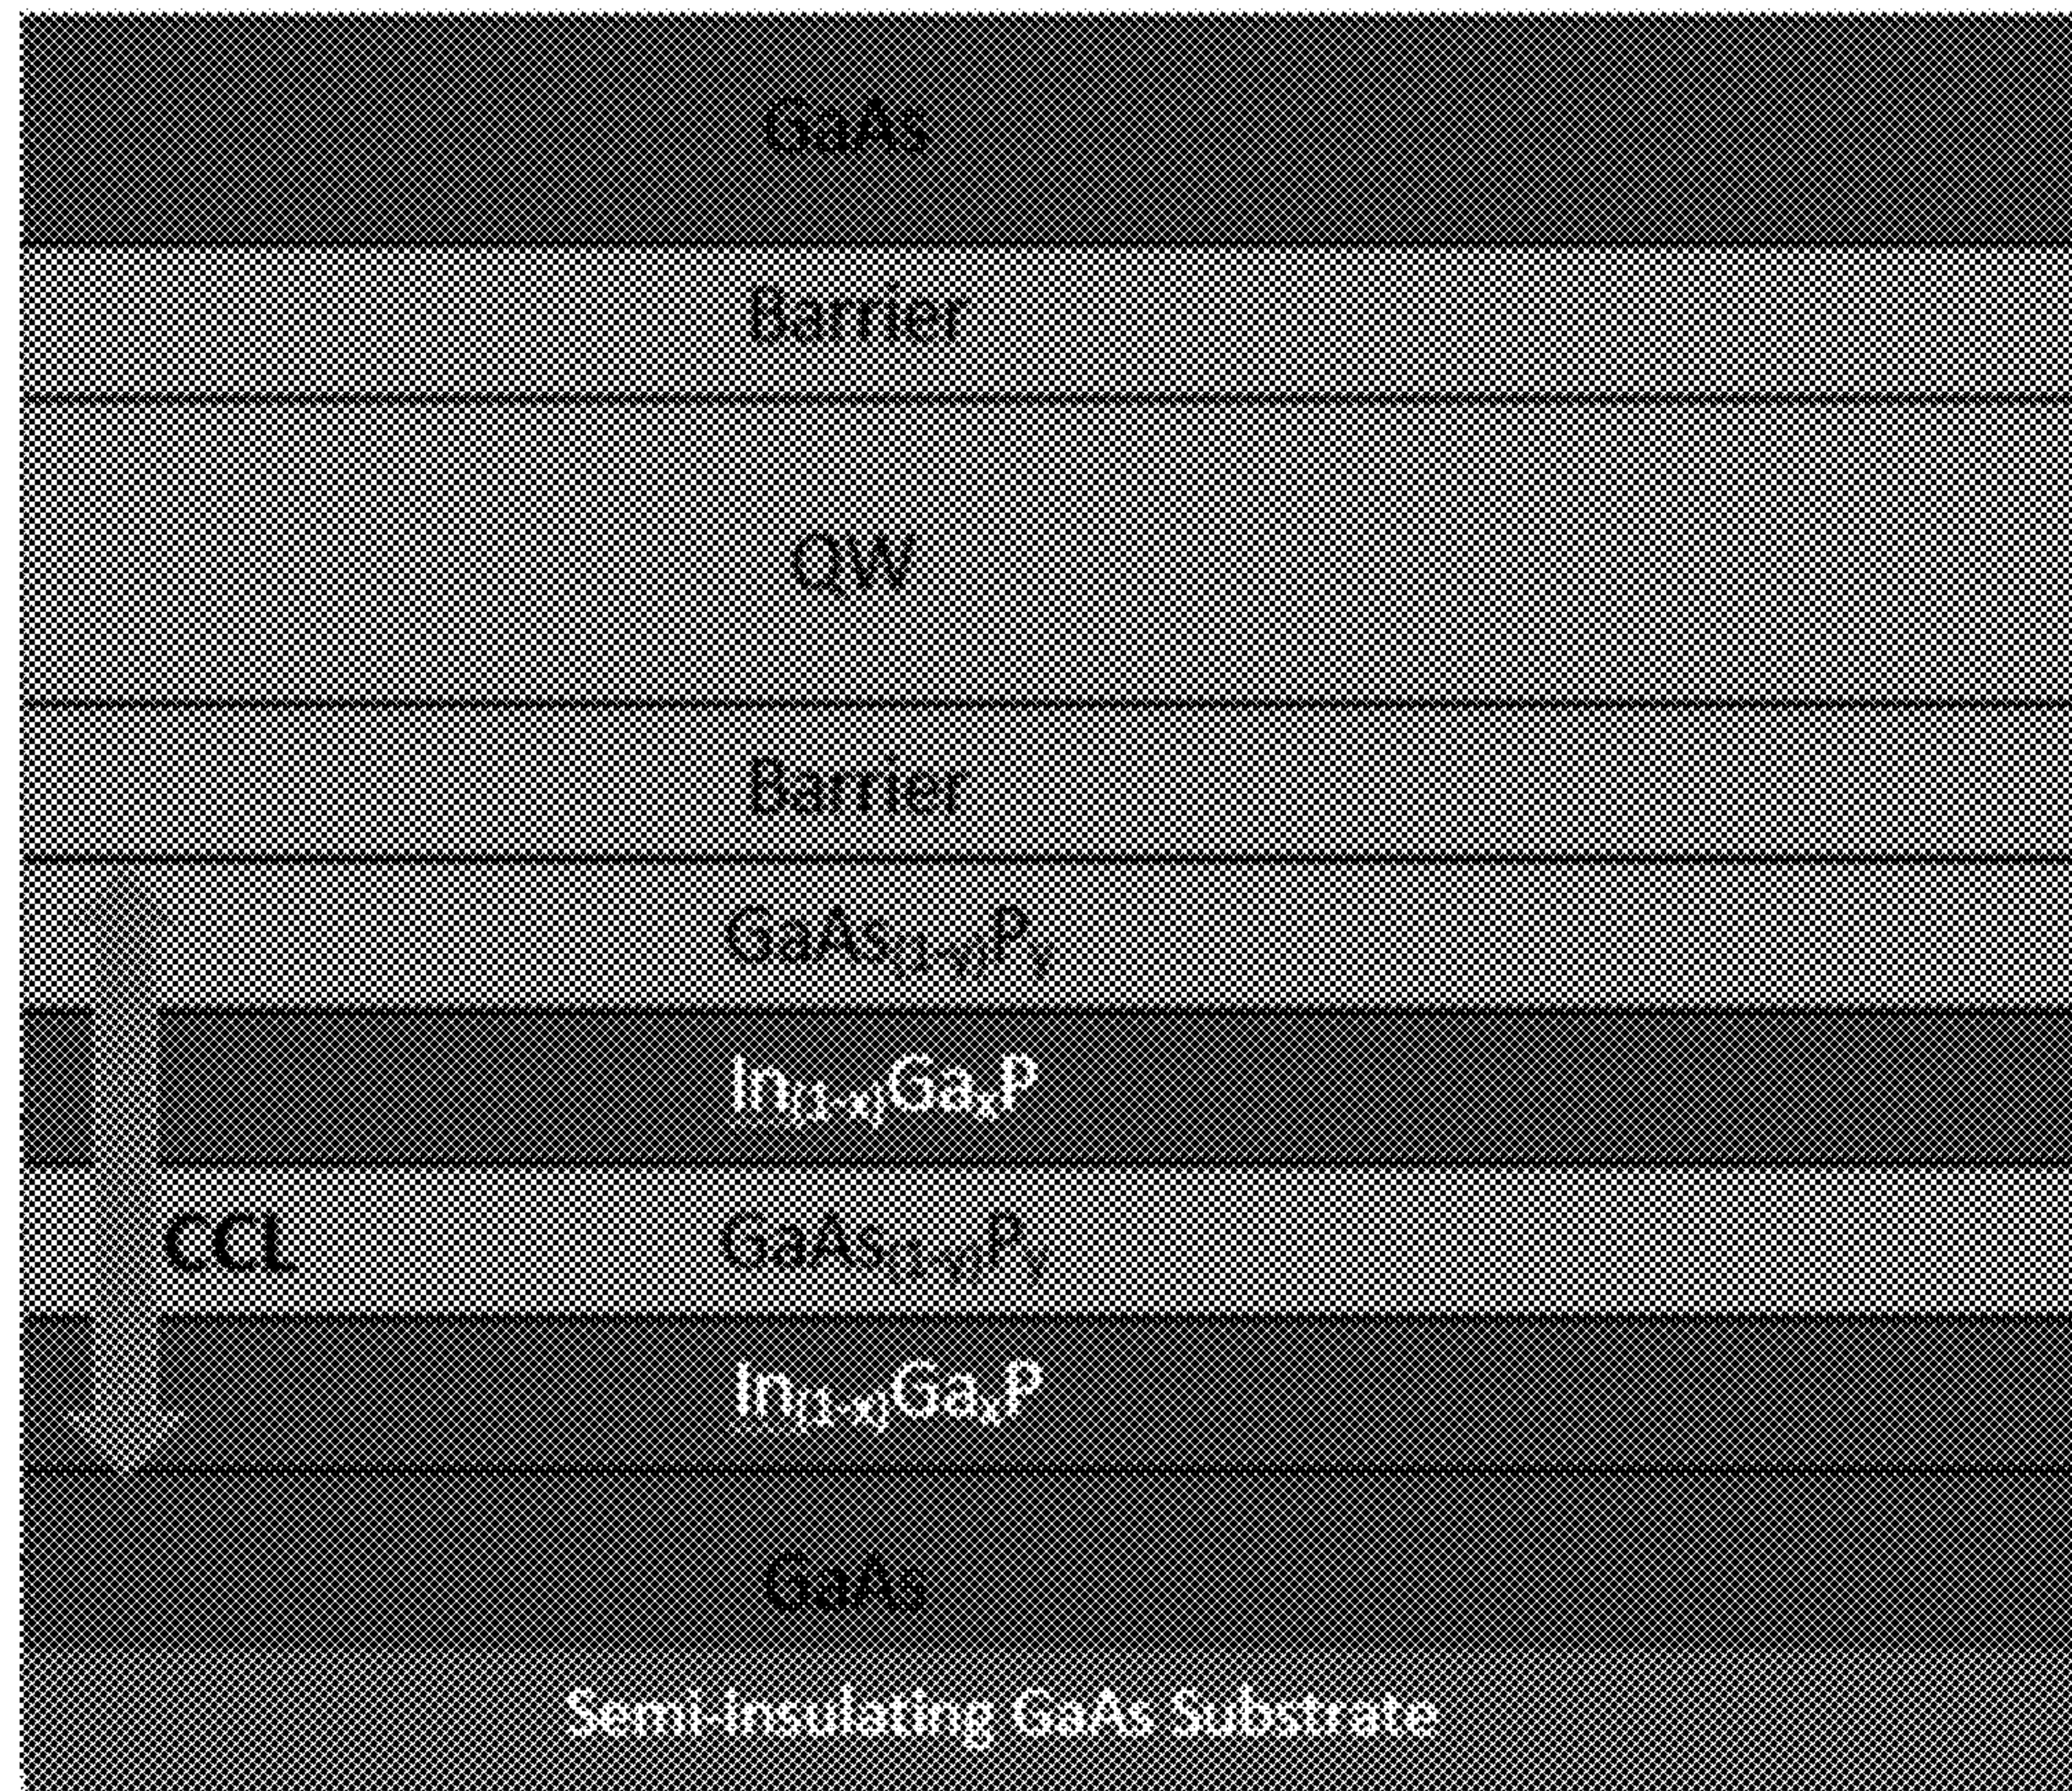 GaAs
Barrier
QW
Barrier
GaAs(1-y)Py
In(1-x)GaxP
CCL GaAs(1-y)Py
In(1-x)GaxP
GaAs
Semi-Insulating GaAs Substrate